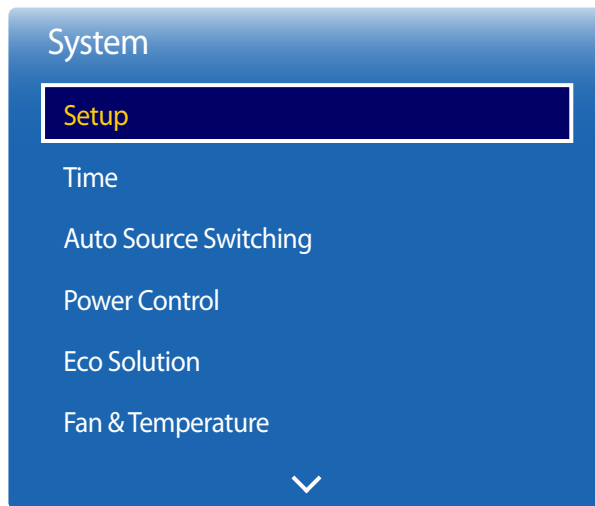 System
Setup
Time
Auto Source Switching
Power Control
Eco Solution
Fan & Temperature